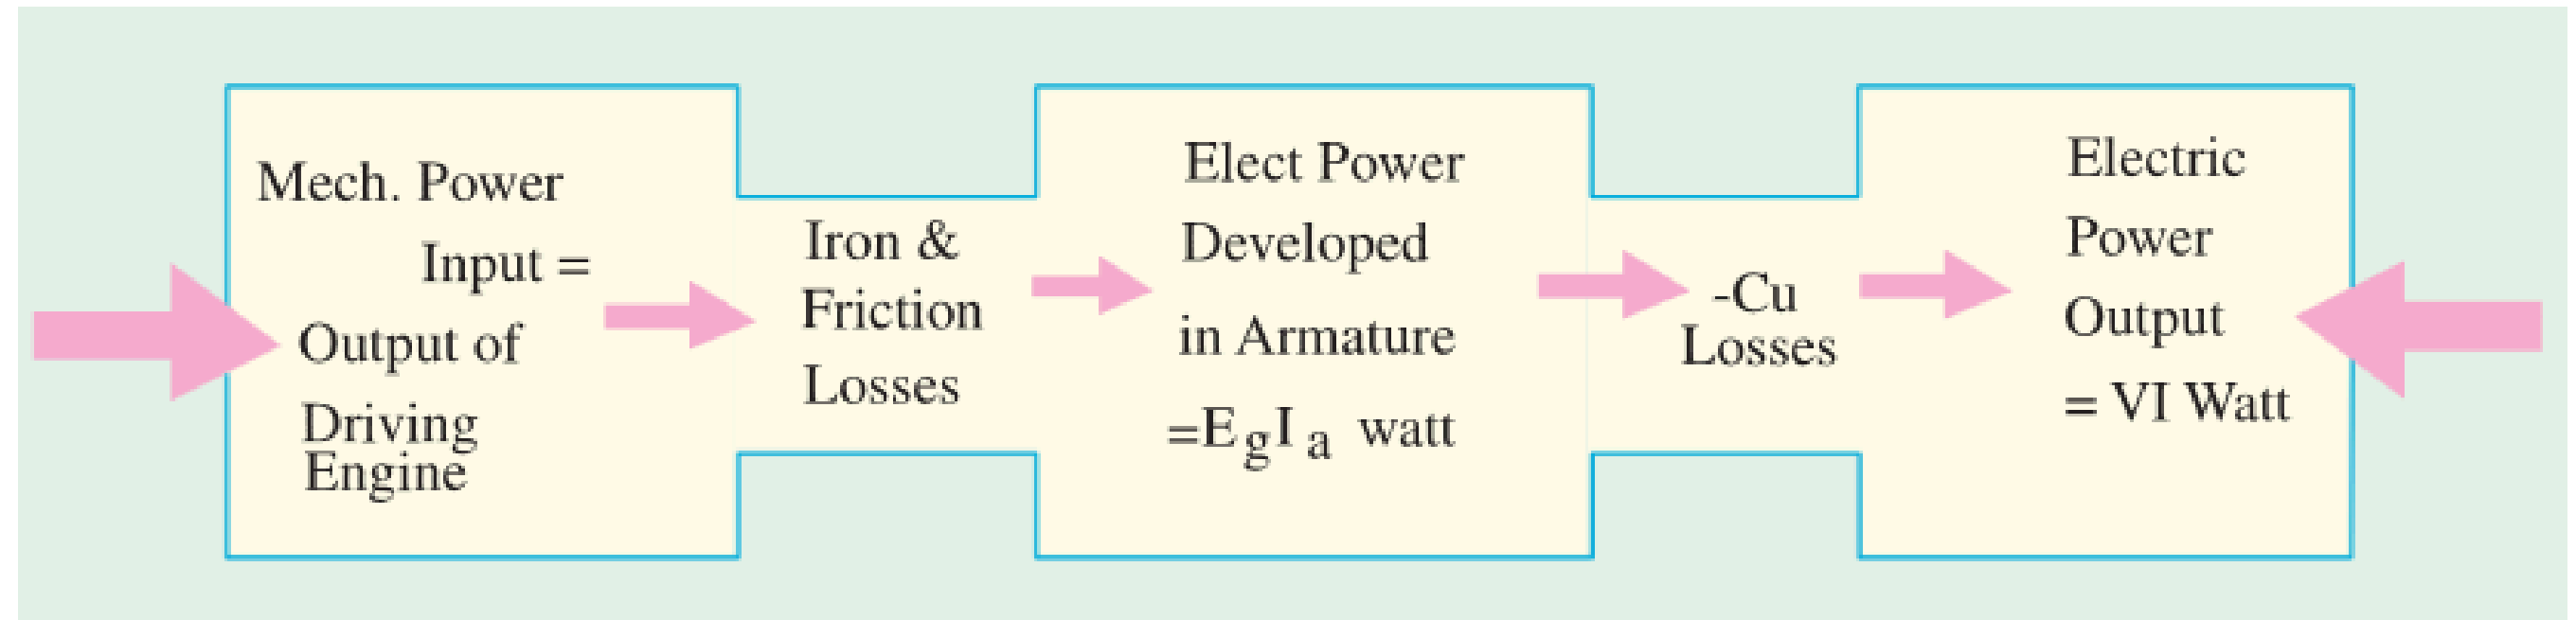 Mech. Power
Input =
Output of
Driving
Engine
Iron &
Friction
Losses
Elect Power
Developed
in Armature
=EgIa watt
-Cu
Losses
Electric
Power
Output
= VI Watt